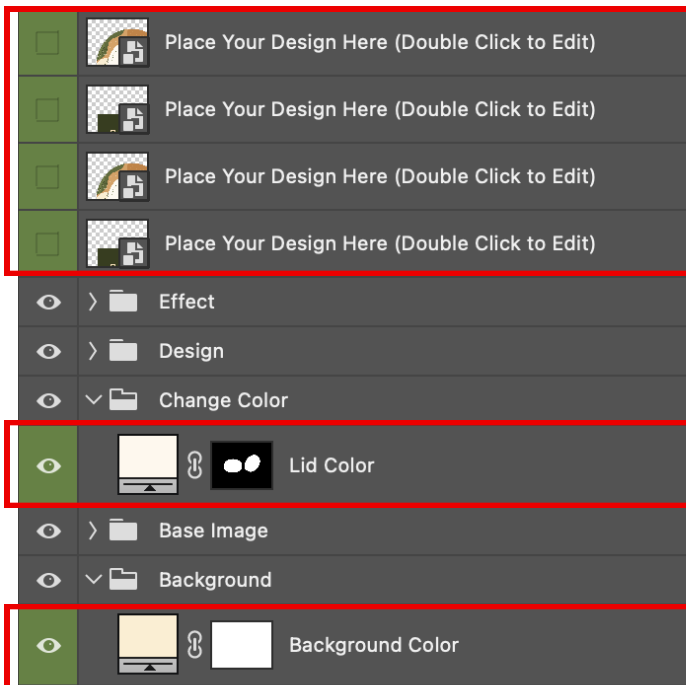 Place Your Design Here (Double Click to Edit)
Place Your Design Here (Double Click to Edit)
Place Your Design Here (Double Click to Edit)
Place Your Design Here (Double Click to Edit)
Effect
Design
Change Color
Lid Color
Base Image
Background
Background Color